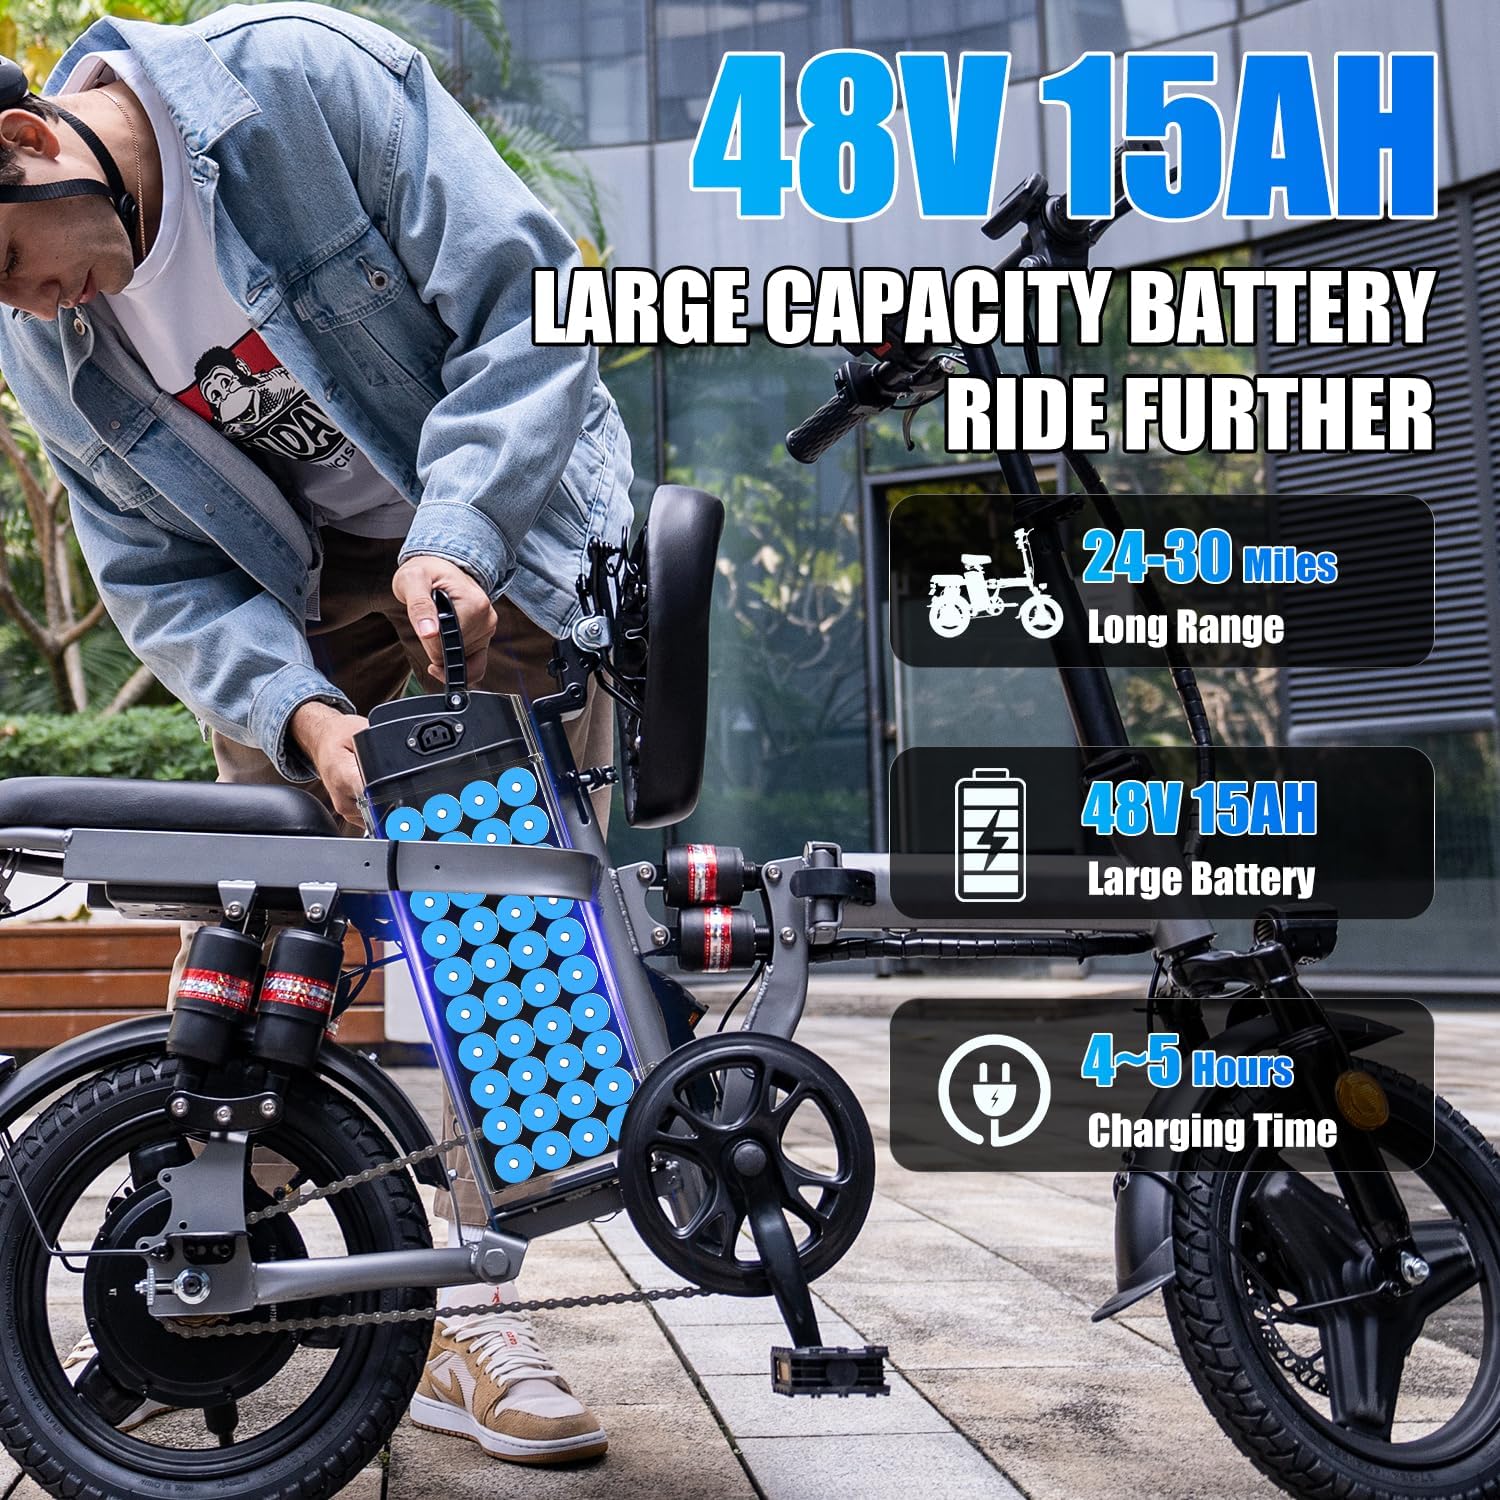 48V 15AH
LARGE CAPACITY BATTERY
RIDE FURTHER
24-30 Miles
Long Range
48V 15AH
Large Battery
4~5 Hours
Charging Time